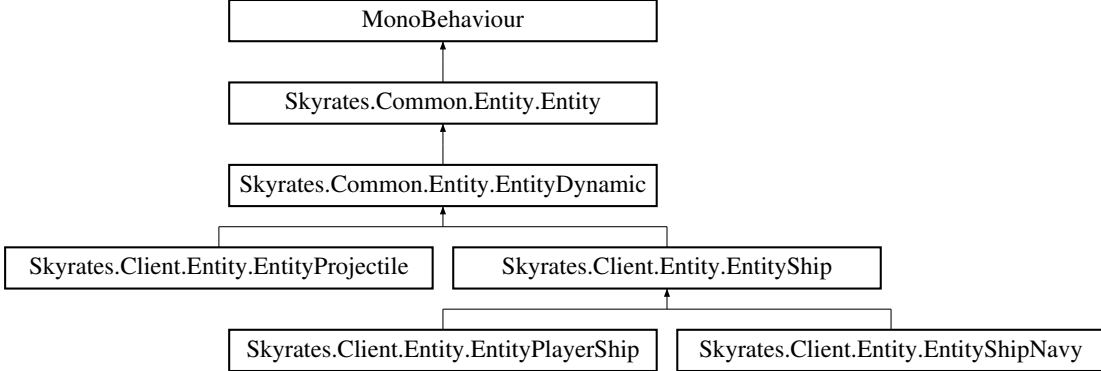 MonoBehaviour
Skyrates.Common.Entity.Entity
Skyrates.Common.Entity.EntityDynamic
Skyrates.Client.Entity.EntityProjectile
Skyrates.Client.Entity.EntityShip
Skyrates.Client.Entity.EntityPlayerShip
Skyrates.Client.Entity.EntityShipNavy